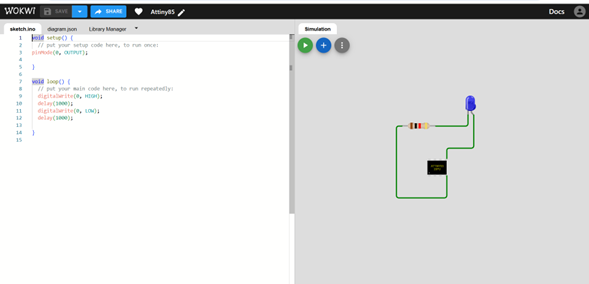 WOKWI SAVE SHARE Attiny85 Docs
sketch.ino diagram.json Library Manager
Simulation
1 void setup() {
2 // put your setup code here, to run once:
3 pinMode(0, OUTPUT);
4
5 }
6
7 void loop() {
8 // put your main code here, to run repeatedly:
9 digitalWrite(0, HIGH);
10 delay(1000);
11 digitalWrite(0, LOW);
12 delay(1000);
13
14 }
15